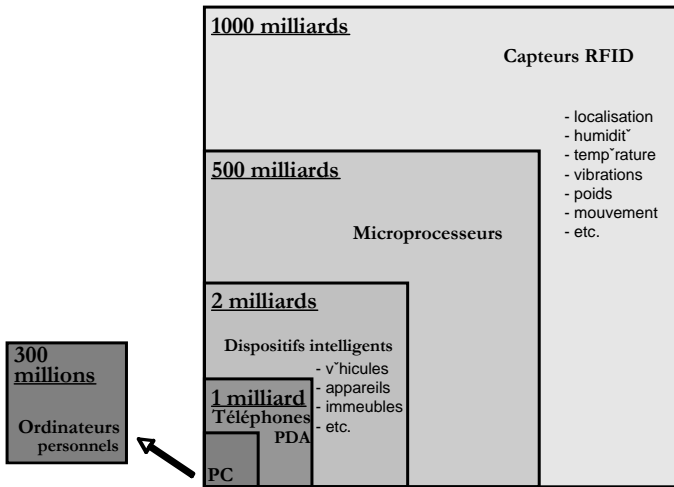 1000 milliards
Capteurs RFID
- localisation
- humiditˇ
- tempˇrature
- vibrations
- poids
- mouvement
- etc.
500 milliards
Microprocesseurs
2 milliards
Dispositifs intelligents
- vˇhicules
- appareils
- immeubles
- etc.
1 milliard
Téléphones
PDA
PC
300
millions
Ordinateurs
personnels